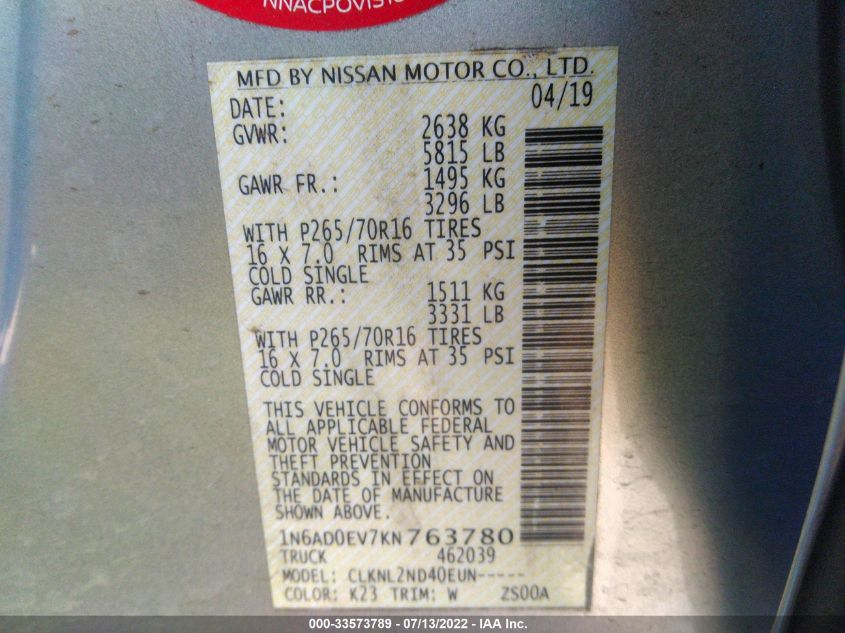 NNACPOVIS10
MFD BY NISSAN MOTOR CO., LTD.
DATE: 04/19
GVWR: 2638 KG
5815 LB
GAWR FR.: 1495 KG
3296 LB
WITH P265/70R16 TIRES
16 X 7.0 RIMS AT 35 PSI
COLD SINGLE
GAWR RR.: 1511 KG
3331 LB
WITH P265/70R16 TIRES
16 X 7.0 RIMS AT 35 PSI
COLD SINGLE
THIS VEHICLE CONFORMS TO
ALL APPLICABLE FEDERAL
MOTOR VEHICLE SAFETY AND
THEFT PREVENTION
STANDARDS IN EFFECT ON
THE DATE OF MANUFACTURE
SHOWN ABOVE.
1N6AD0EV7KN763780
TRUCK 462039
MODEL: CLKNL2ND40EUN-----
COLOR: K23 TRIM: W ZS00A
000-33573789 - 07/13/2022 - IAA Inc.